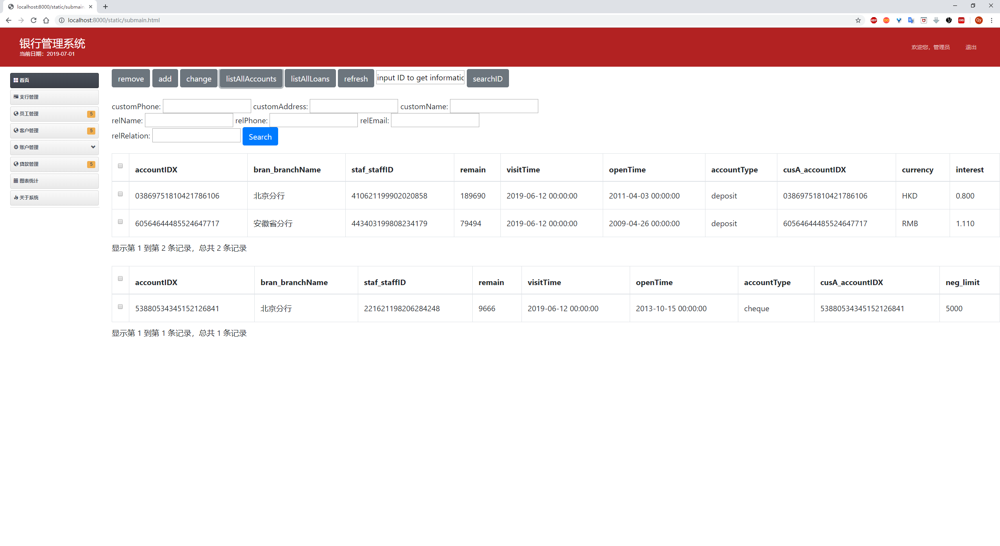 localhost:8000/static/submain.
localhost:8000/static/submain.html
ABP
CORS
Qy
银行管理系统
当前日期：2019-07-01
欢迎您，管理员 退出
首页
支行管理
员工管理 5
客户管理 5
账户管理
贷款管理 5
图表统计
关于系统
remove add change listAllAccounts listAllLoans refresh input ID to get informatic searchID
customPhone: customAddress: customName:
relName: relPhone: relEmail:
relRelation: Search
accountIDX bran_branchName staf_staffID remain visitTime openTime accountType cusA_accountIDX currency interest
03869751810421786106 北京分行 410621199902020858 189690 2019-06-12 00:00:00 2011-04-03 00:00:00 deposit 03869751810421786106 HKD 0.800
60564644485524647717 安徽省分行 443403199808234179 79494 2019-06-12 00:00:00 2009-04-26 00:00:00 deposit 60564644485524647717 RMB 1.110
显示第 1 到第 2 条记录，总共 2 条记录
accountIDX bran_branchName staf_staffID remain visitTime openTime accountType cusA_accountIDX neg_limit
53880534345152126841 北京分行 221621198206284248 9666 2019-06-12 00:00:00 2013-10-15 00:00:00 cheque 53880534345152126841 5000
显示第 1 到第 1 条记录，总共 1 条记录